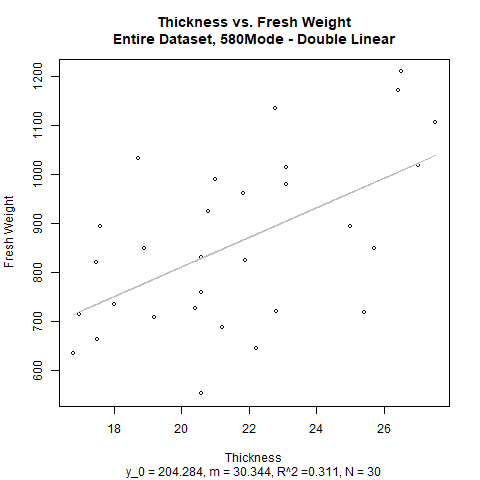 Thickness vs. Fresh Weight
Entire Dataset, 580Mode - Double Linear
1200
1100
1000
900
800
700
600
Fresh Weight
18 20 22 24 26
Thickness
y_0 = 204.284, m = 30.344, R^2 =0.311, N = 30